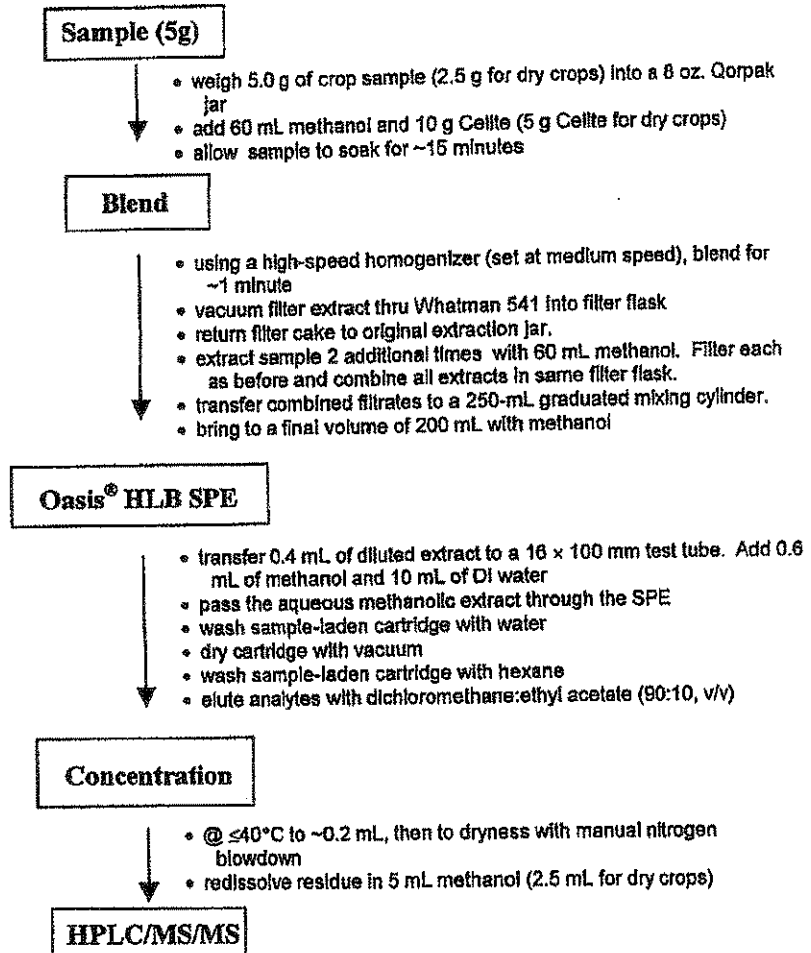 Sample (5g)
• weigh 5.0 g of crop sample (2.5 g for dry crops) into a 8 oz. Qorpak
jar
• add 60 mL methanol and 10 g Celite (5 g Celite for dry crops)
• allow sample to soak for ~15 minutes
Blend
• using a high-speed homogenizer (set at medium speed), blend for
~1 minute
• vacuum filter extract thru Whatman 541 into filter flask
• return filter cake to original extraction jar.
• extract sample 2 additional times with 60 mL methanol. Filter each
as before and combine all extracts in same filter flask.
• transfer combined filtrates to a 250-mL graduated mixing cylinder.
• bring to a final volume of 200 mL with methanol
Oasis® HLB SPE
• transfer 0.4 mL of diluted extract to a 16 × 100 mm test tube. Add 0.6
mL of methanol and 10 mL of DI water
• pass the aqueous methanolic extract through the SPE
• wash sample-laden cartridge with water
• dry cartridge with vacuum
• wash sample-laden cartridge with hexane
• elute analytes with dichloromethane:ethyl acetate (90:10, v/v)
Concentration
• @ ≤40°C to ~0.2 mL, then to dryness with manual nitrogen
blowdown
• redissolve residue in 5 mL methanol (2.5 mL for dry crops)
HPLC/MS/MS